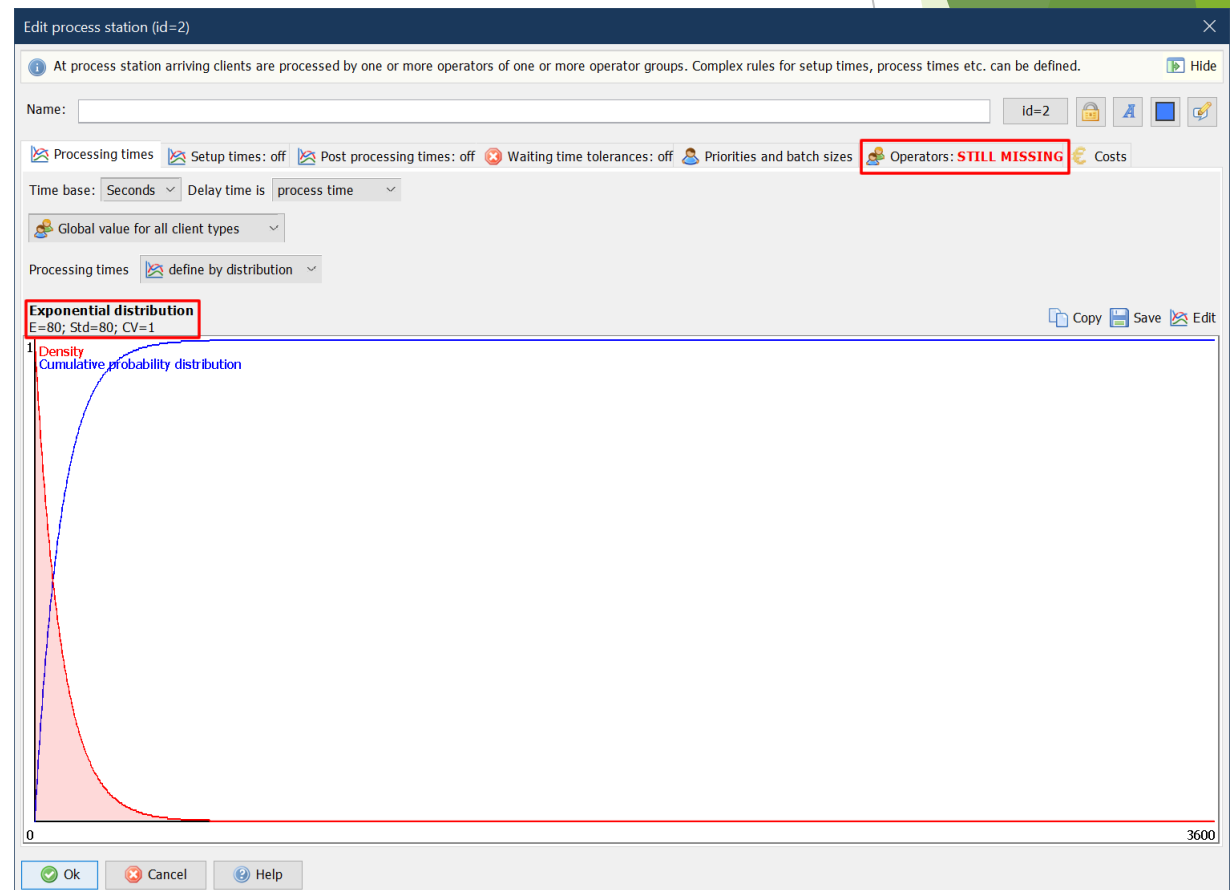 Edit process station (id=2)
At process station arriving clients are processed by one or more operators of one or more operator groups. Complex rules for setup times, process times etc. can be defined. Hide
Name: id=2
Processing times Setup times: off Post processing times: off Waiting time tolerances: off Priorities and batch sizes Operators: STILL MISSING Costs
Time base: Seconds Delay time is process time
Global value for all client types
Processing times define by distribution
Exponential distribution
E=80; Std=80; CV=1
Copy Save Edit
1
Density
Cumulative probability distribution
0 3600
Ok Cancel Help